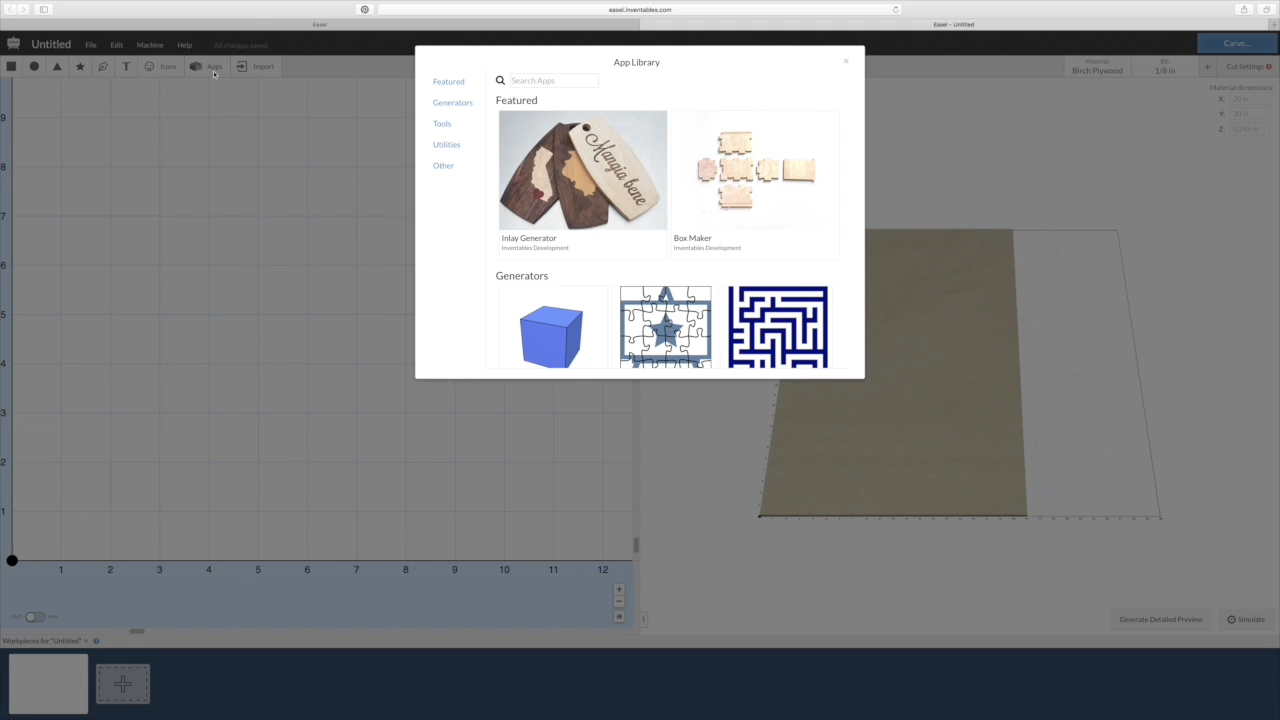 easel.inventables.com
Easel
Easel - Untitled
Untitled
File
Edit
Machine
Help
All changes saved
Carve...
T
Icons
Apps
Import
Material
Birch Plywood
Bit
1/8 in
Cut Settings
Material dimensions
X:
Y:
Z:
App Library
Featured
Generators
Tools
Utilities
Other
Search Apps
Featured
Mangia bene
Inlay Generator
Inventables Development
Box Maker
Inventables Development
Generators
9
8
7
6
5
4
3
2
1
1 2 3 4 5 6 7 8 9 10 11 12
Generate Detailed Preview
Simulate
Workpieces for "Untitled"